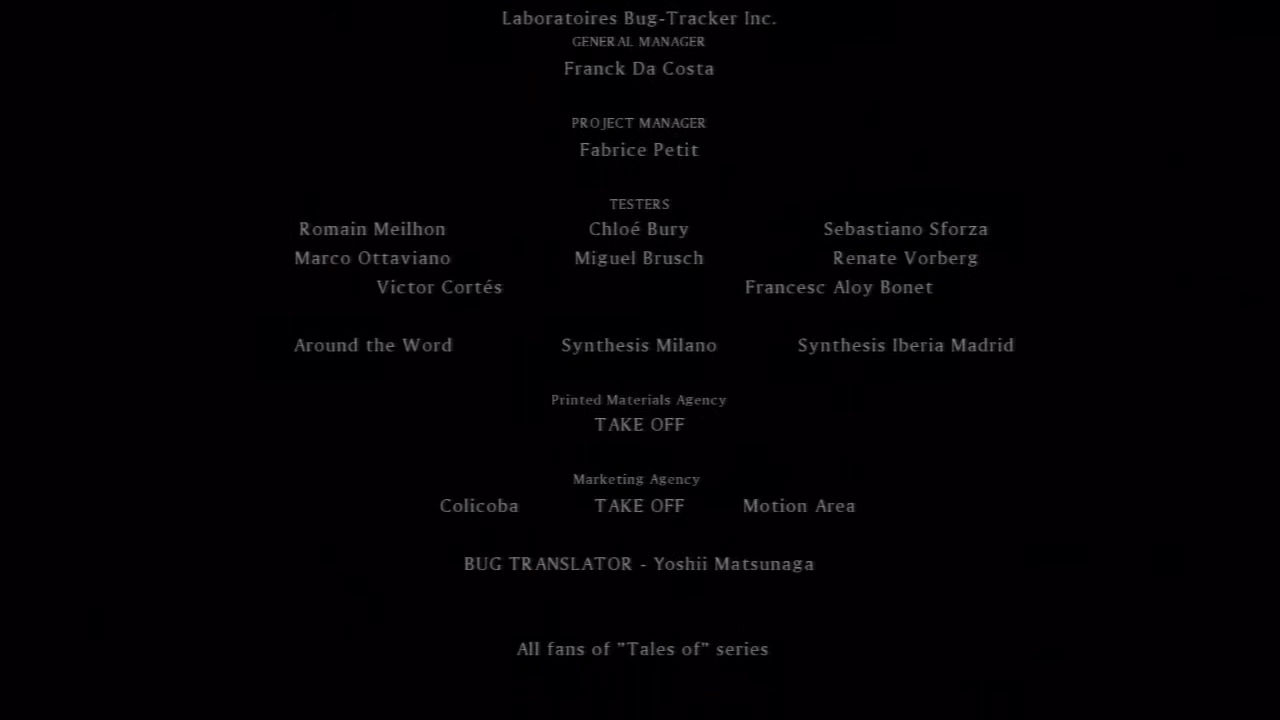 Laboratoires Bug-Tracker Inc.
GENERAL MANAGER
Franck Da Costa
PROJECT MANAGER
Fabrice Petit
TESTERS
Romain Meilhon Chloé Bury Sebastiano Sforza
Marco Ottaviano Miguel Brusch Renate Vorberg
Victor Cortés Francesc Aloy Bonet
Around the Word Synthesis Milano Synthesis Iberia Madrid
Printed Materials Agency
TAKE OFF
Marketing Agency
Colicoba TAKE OFF Motion Area
BUG TRANSLATOR - Yoshii Matsunaga
All fans of "Tales of" series